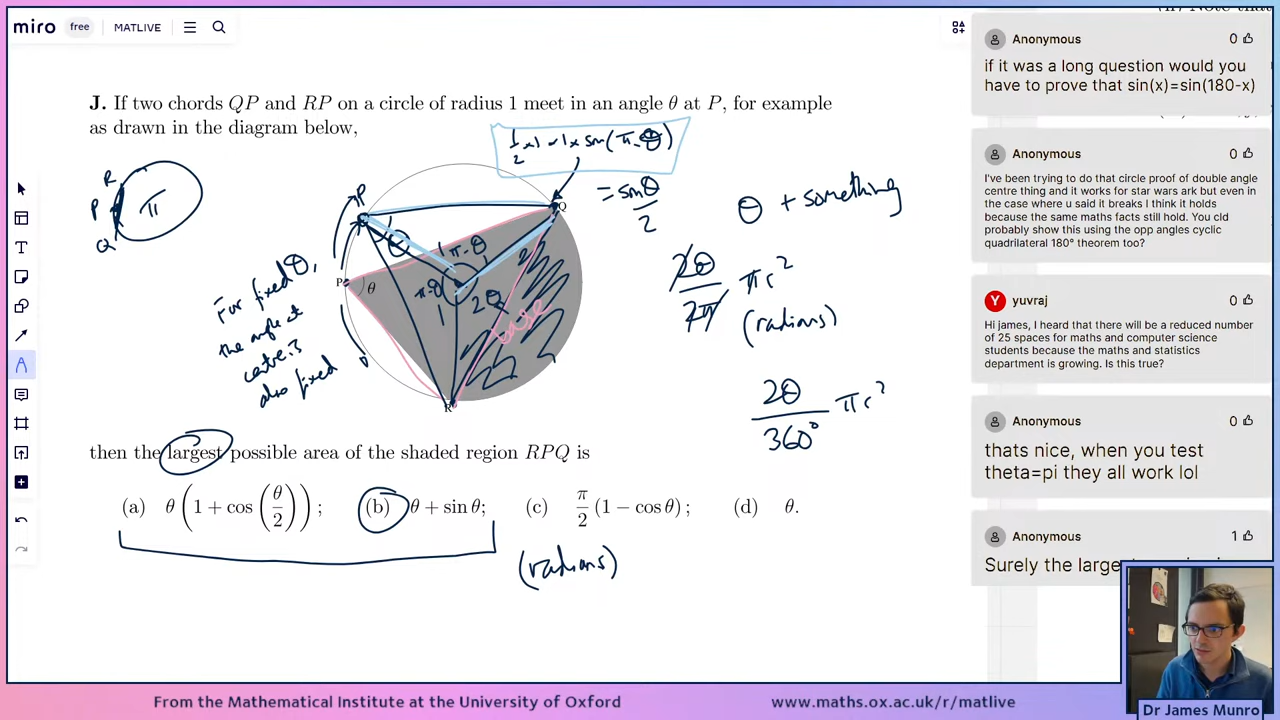 miro free MATLIVE
J. If two chords QP and RP on a circle of radius 1 meet in an angle θ at P, for example
as drawn in the diagram below,
1/2 x1 x1x sin(π-θ)
= sinθ/2
θ + something
R
P
Q
π
P
Q
θ
π-θ
π-θ
2θ
1
1
P
θ
R
base
For fixed θ,
the angle at
centre is
also fixed
2θ/2π πr²
(radians)
2θ/360° πr²
then the largest possible area of the shaded region RPQ is
(a) θ(1 + cos(θ/2)); (b) θ + sin θ; (c) π/2 (1 − cos θ); (d) θ.
(radians)
Anonymous 0
if it was a long question would you
have to prove that sin(x)=sin(180-x)
Anonymous 0
I've been trying to do that circle proof of double angle
centre thing and it works for star wars ark but even in
the case where u said it breaks I think it holds
because the same maths facts still hold. You cld
probably show this using the opp angles cyclic
quadrilateral 180° theorem too?
Y yuvraj 0
Hi james, I heard that there will be a reduced number
of 25 spaces for maths and computer science
students because the maths and statistics
department is growing. Is this true?
Anonymous 0
thats nice, when you test
theta=pi they all work lol
Anonymous 1
Surely the large
From the Mathematical Institute at the University of Oxford
www.maths.ox.ac.uk/r/matlive
Dr James Munro